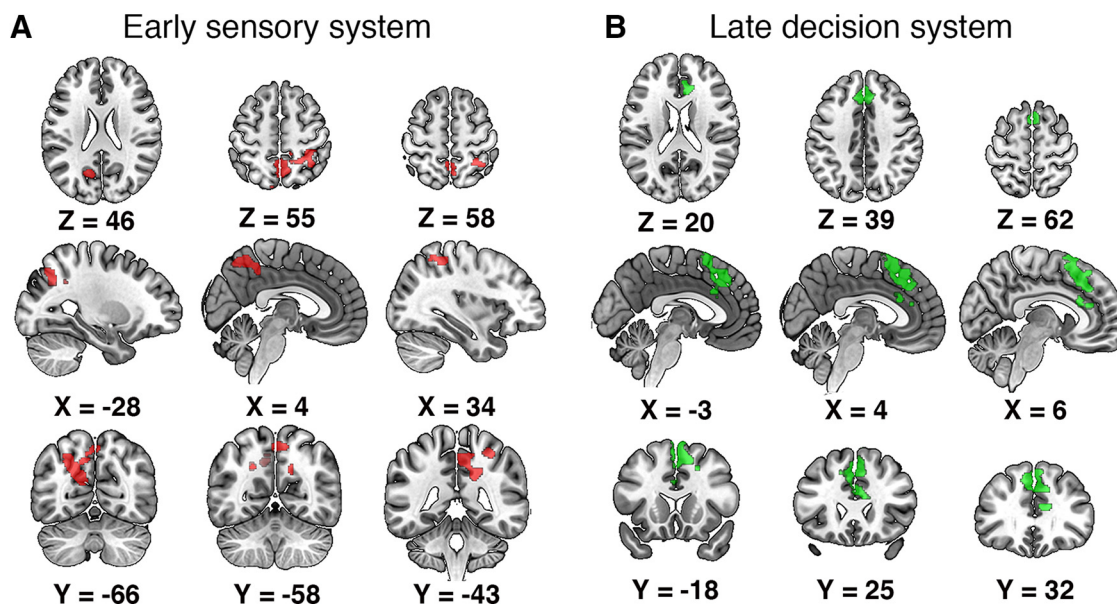 A Early sensory system
Z = 46 Z = 55 Z = 58
X = -28 X = 4 X = 34
Y = -66 Y = -58 Y = -43
B Late decision system
Z = 20 Z = 39 Z = 62
X = -3 X = 4 X = 6
Y = -18 Y = 25 Y = 32